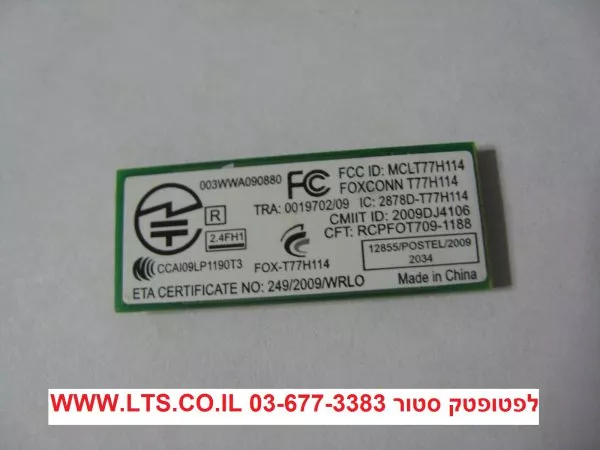 003WWA090880
FC
FCC ID: MCLT77H114
FOXCONN T77H114
R
TRA: 0019702/09
IC: 2878D-T77H114
2.4FH1
CMIIT ID: 2009DJ4106
CFT: RCPFOT709-1188
CCAI09LP1190T3
FOX-T77H114
12855/POSTEL/2009
2034
ETA CERTIFICATE NO: 249/2009/WRLO
Made in China
לפטופטק סטור WWW.LTS.CO.IL 03-677-3383